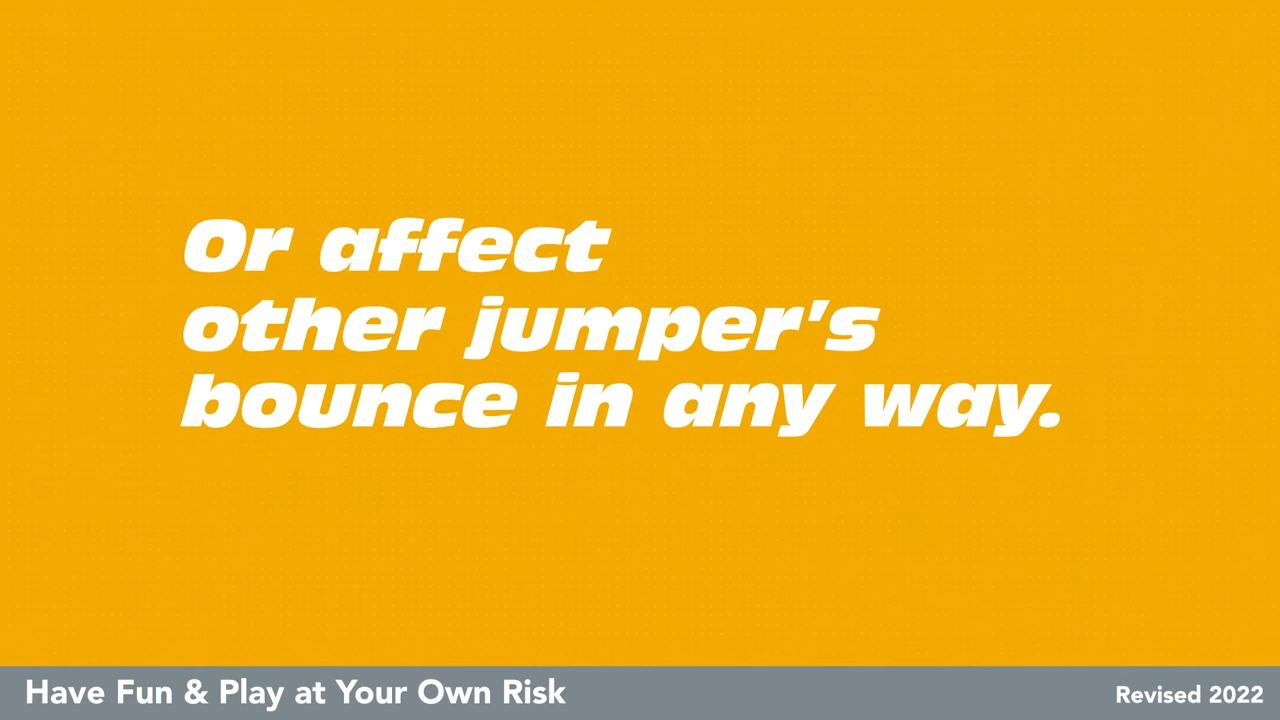 Or affect
other jumper's
bounce in any way.
Have Fun & Play at Your Own Risk
Revised 2022